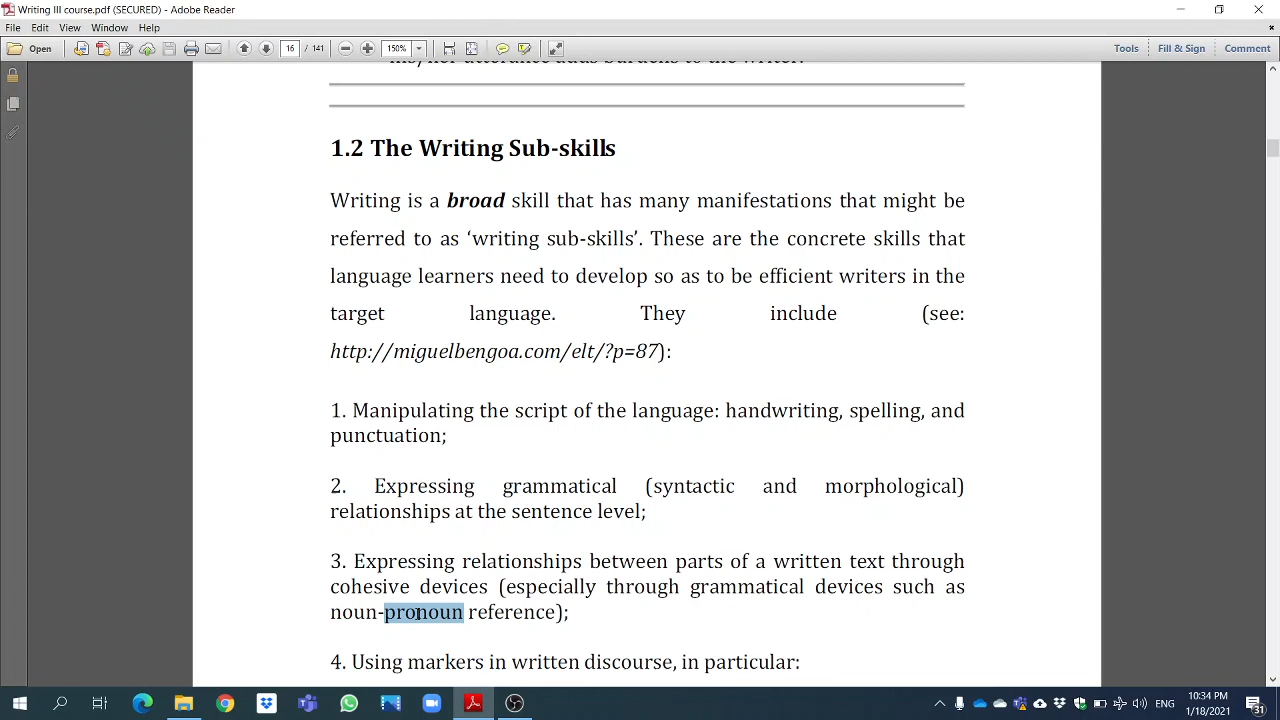 Writing III course.pdf (SECURED) - Adobe Reader
File Edit View Window Help
Open 16 / 141 150% Tools Fill & Sign Comment
1.2 The Writing Sub-skills
Writing is a broad skill that has many manifestations that might be
referred to as ‘writing sub-skills’. These are the concrete skills that
language learners need to develop so as to be efficient writers in the
target language. They include (see:
http://miguelbengoa.com/elt/?p=87):
1. Manipulating the script of the language: handwriting, spelling, and
punctuation;
2. Expressing grammatical (syntactic and morphological)
relationships at the sentence level;
3. Expressing relationships between parts of a written text through
cohesive devices (especially through grammatical devices such as
noun-pronoun reference);
4. Using markers in written discourse, in particular:
ENG 10:34 PM
1/18/2021 31